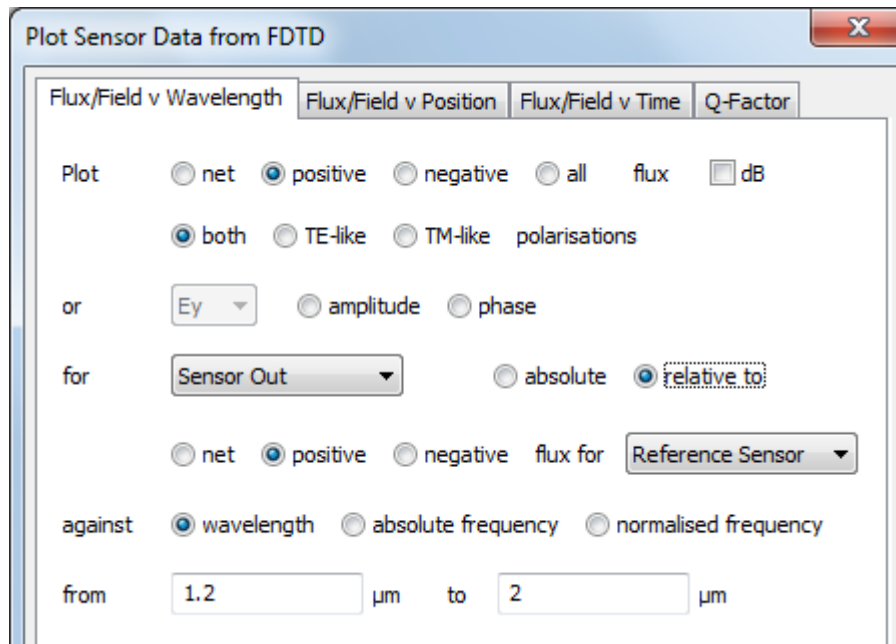 Plot Sensor Data from FDTD
Flux/Field v Wavelength Flux/Field v Position Flux/Field v Time Q-Factor
Plot net positive negative all flux dB
both TE-like TM-like polarisations
or Ey amplitude phase
for Sensor Out absolute relative to
net positive negative flux for Reference Sensor
against wavelength absolute frequency normalised frequency
from 1.2 µm to 2 µm